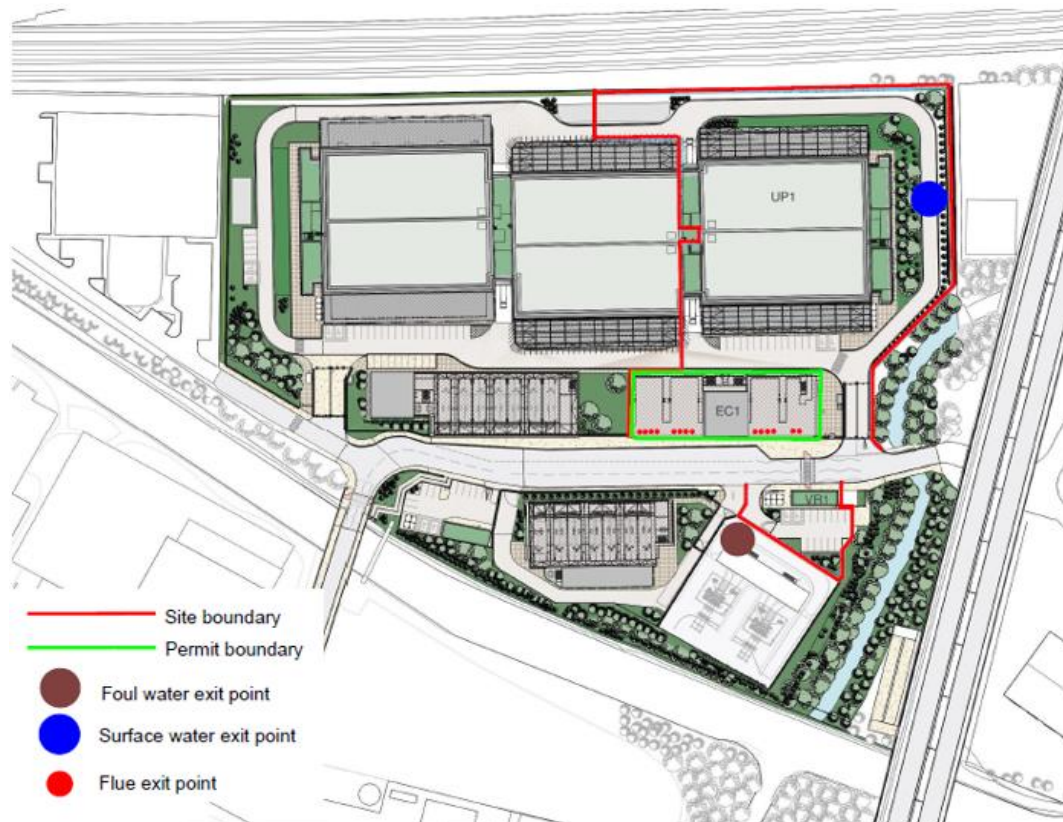 UP1
EC1
VR1
Site boundary
Permit boundary
Foul water exit point
Surface water exit point
Flue exit point